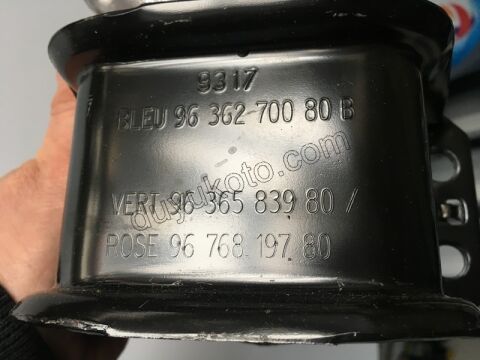 9317
BLEU 96 362 700 80 B
VERT 96 365 839 80 /
ROSE 96 768 197 80
duyukoto.com